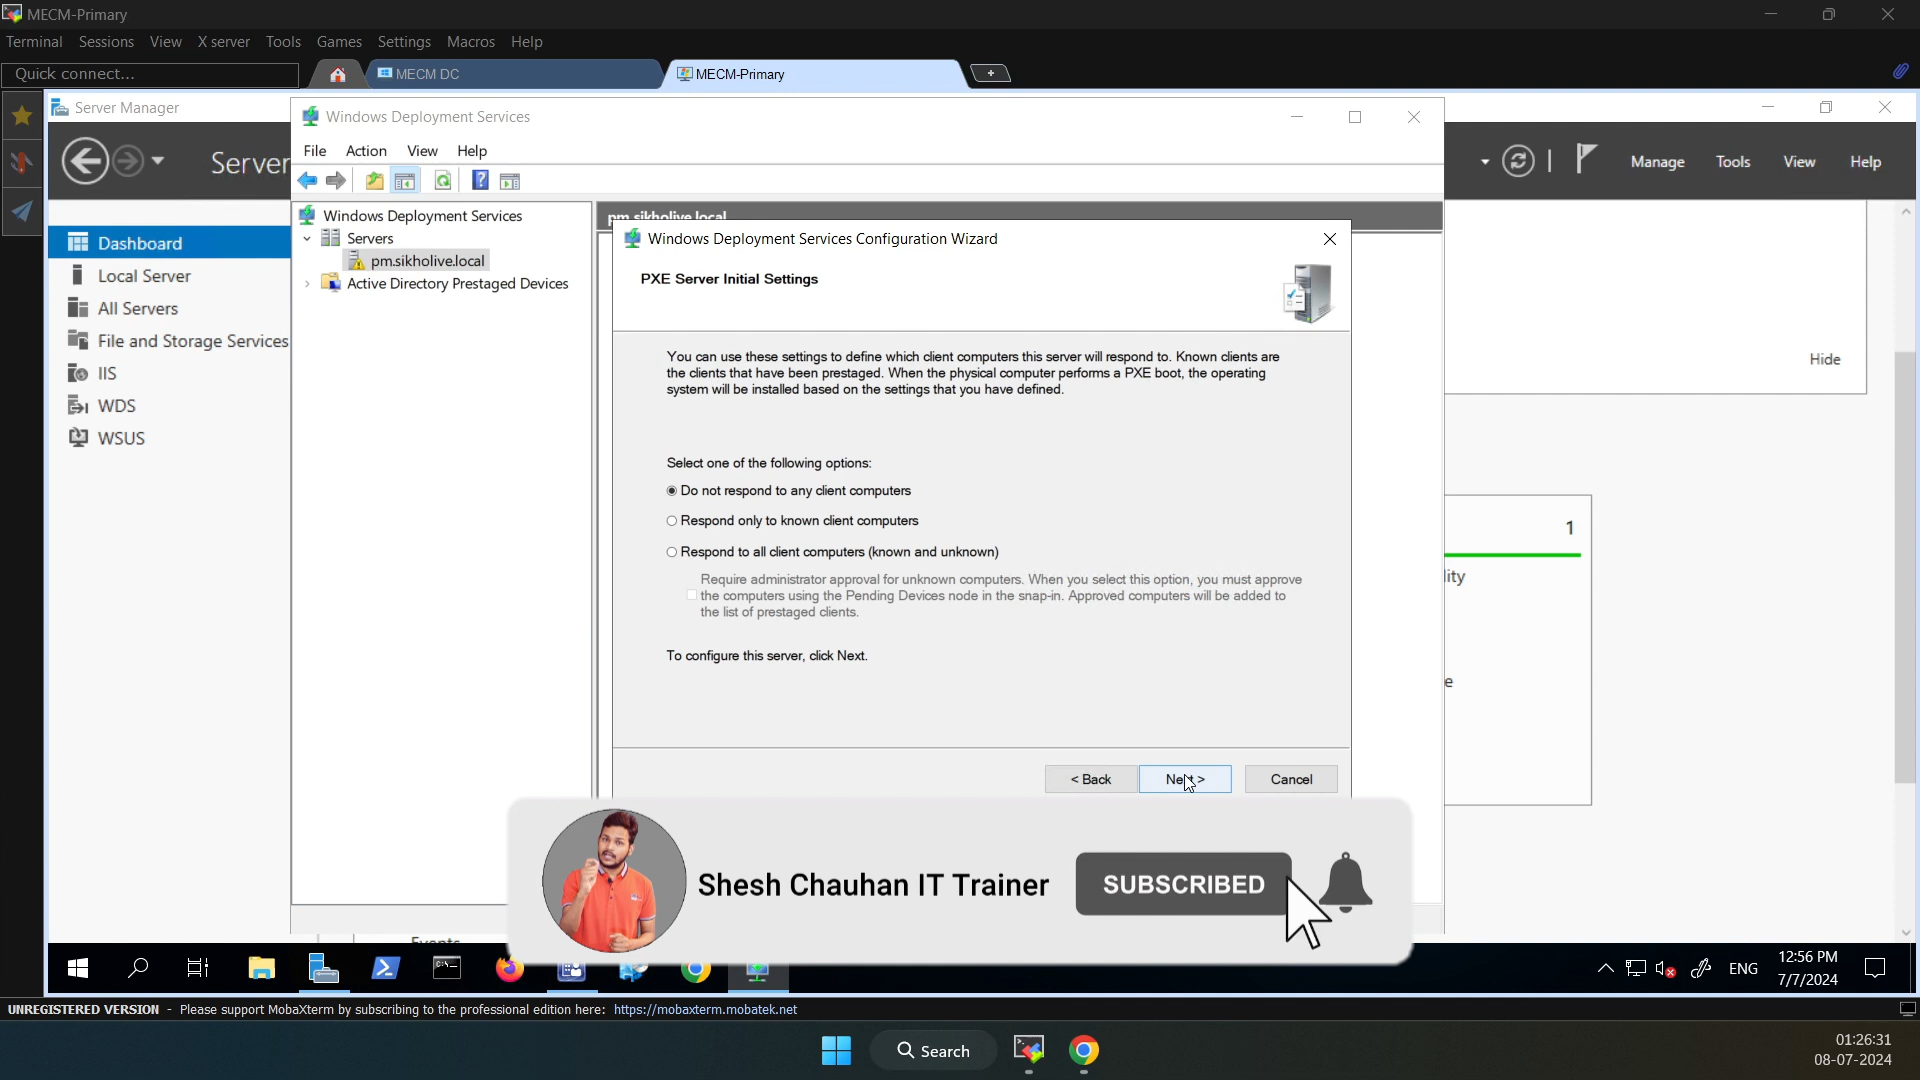 MECM-Primary
Terminal Sessions View X server Tools Games Settings Macros Help
Quick connect...
MECM DC
MECM-Primary
Server Manager
Server
Manage Tools View Help
Dashboard
Local Server
All Servers
File and Storage Services
IIS
WDS
WSUS
Windows Deployment Services
File Action View Help
Windows Deployment Services
Servers
pm.sikholive.local
Active Directory Prestaged Devices
pm.sikholive.local
Windows Deployment Services Configuration Wizard
PXE Server Initial Settings
You can use these settings to define which client computers this server will respond to. Known clients are
the clients that have been prestaged. When the physical computer performs a PXE boot, the operating
system will be installed based on the settings that you have defined.
Select one of the following options:
Do not respond to any client computers
Respond only to known client computers
Respond to all client computers (known and unknown)
Require administrator approval for unknown computers. When you select this option, you must approve
the computers using the Pending Devices node in the snap-in. Approved computers will be added to
the list of prestaged clients.
To configure this server, click Next.
< Back
Next >
Cancel
Hide
1
lity
e
Events
Shesh Chauhan IT Trainer
SUBSCRIBED
ENG
12:56 PM
7/7/2024
UNREGISTERED VERSION - Please support MobaXterm by subscribing to the professional edition here: https://mobaxterm.mobatek.net
Search
01:26:31
08-07-2024